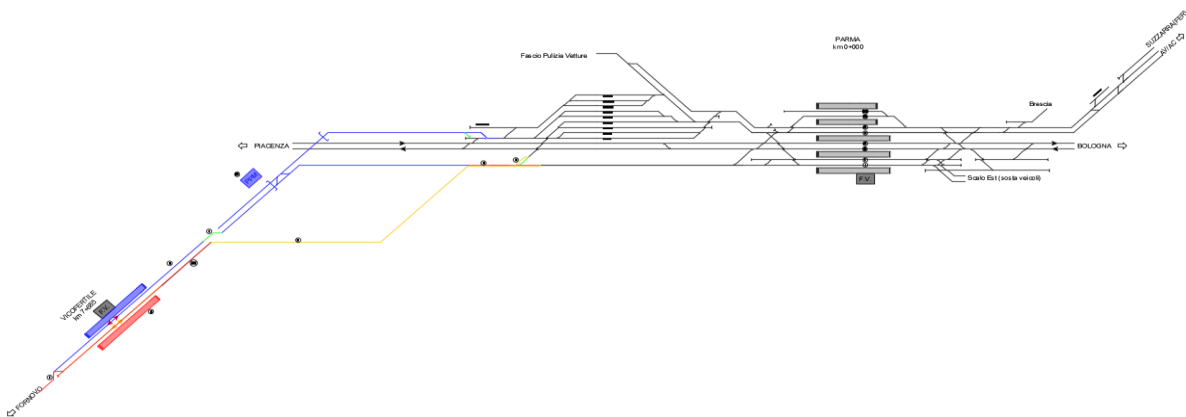 PARMA
km 0+000
SUZZARA(FER)
AV/AC
Fascio Pulizia Vetture
Brescia
PIACENZA
BOLOGNA
Scalo Est (sosta veicoli)
F.V.
VICOFERTILE
F.V.
FORNOVO